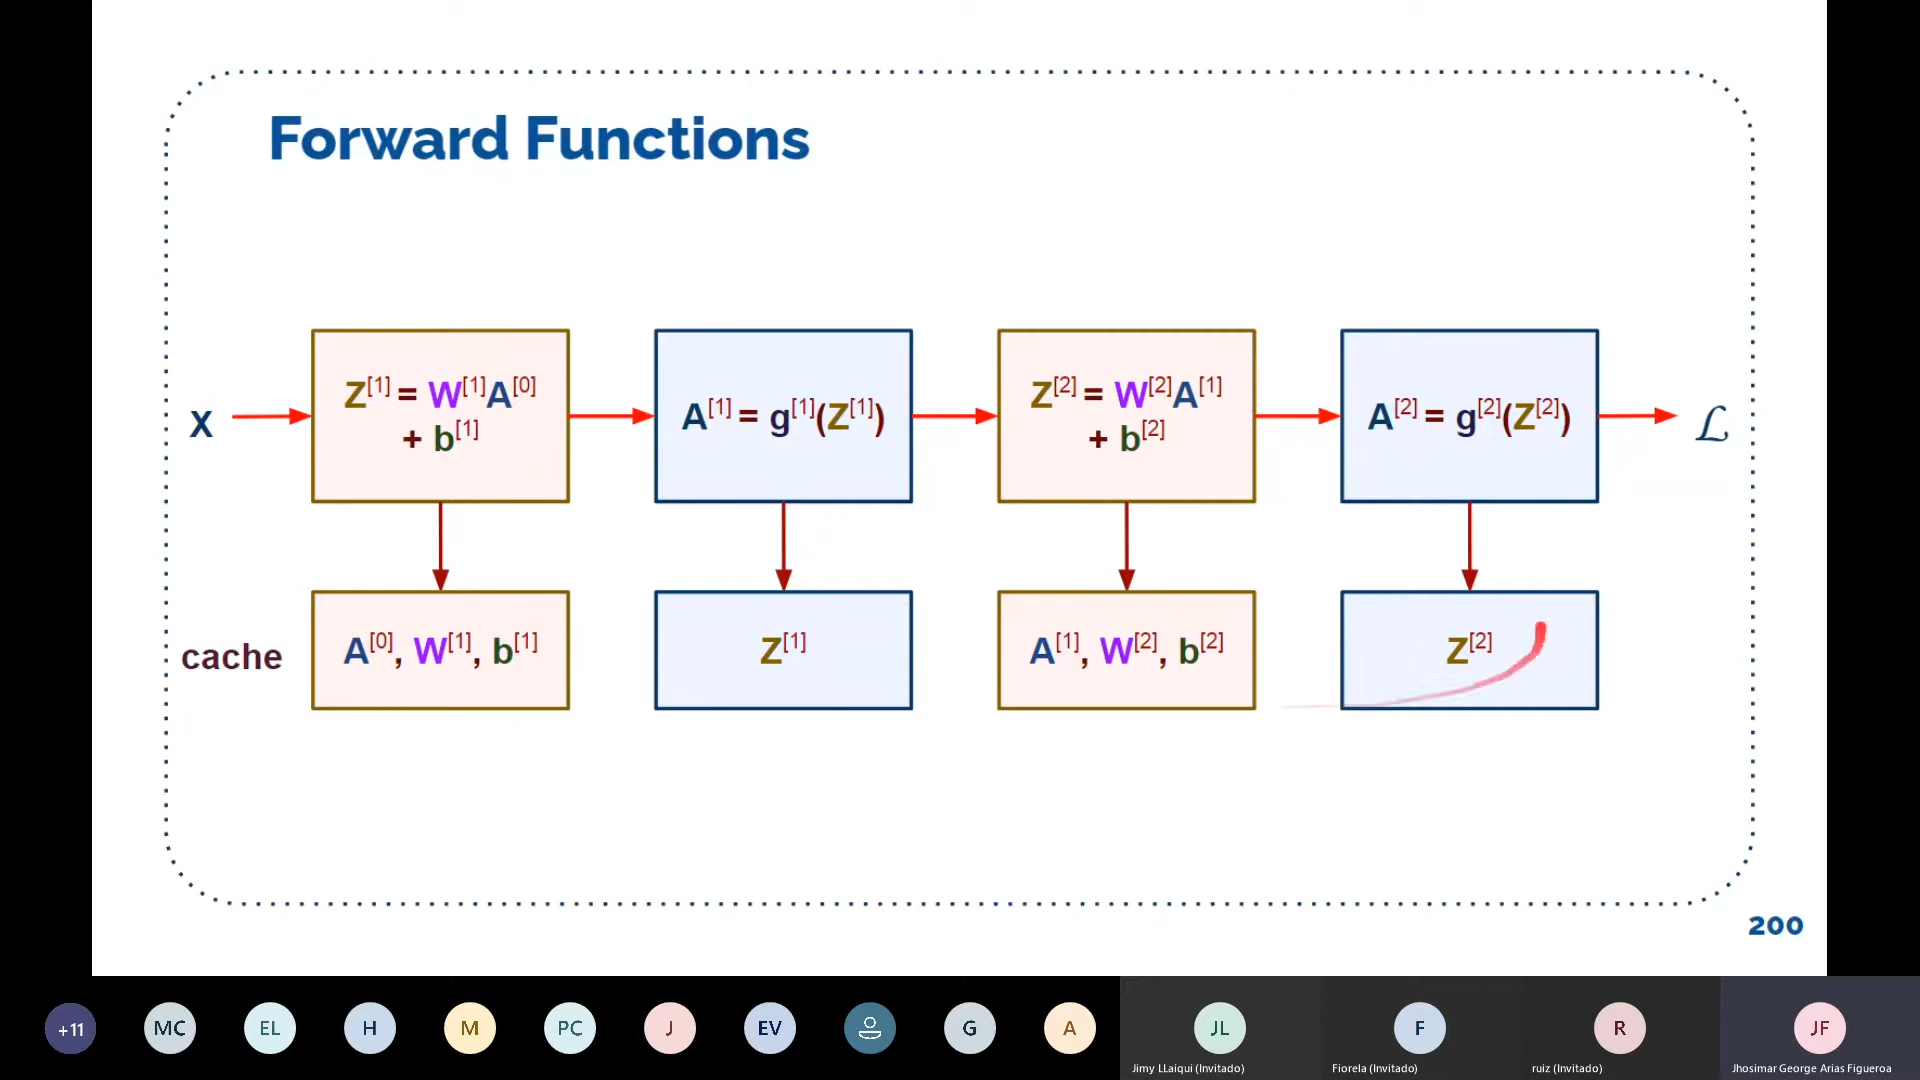 Forward Functions
X
Z[1] = W[1]A[0]
+ b[1]
A[1] = g[1](Z[1])
Z[2] = W[2]A[1]
+ b[2]
A[2] = g[2](Z[2])
ℒ
cache
A[0], W[1], b[1]
Z[1]
A[1], W[2], b[2]
Z[2]
200
+11
MC
EL
H
M
PC
J
EV
G
A
JL
F
R
JF
Jimy LLaiqui (Invitado)
Fiorela (Invitado)
ruiz (Invitado)
Jhosimar George Arias Figueroa